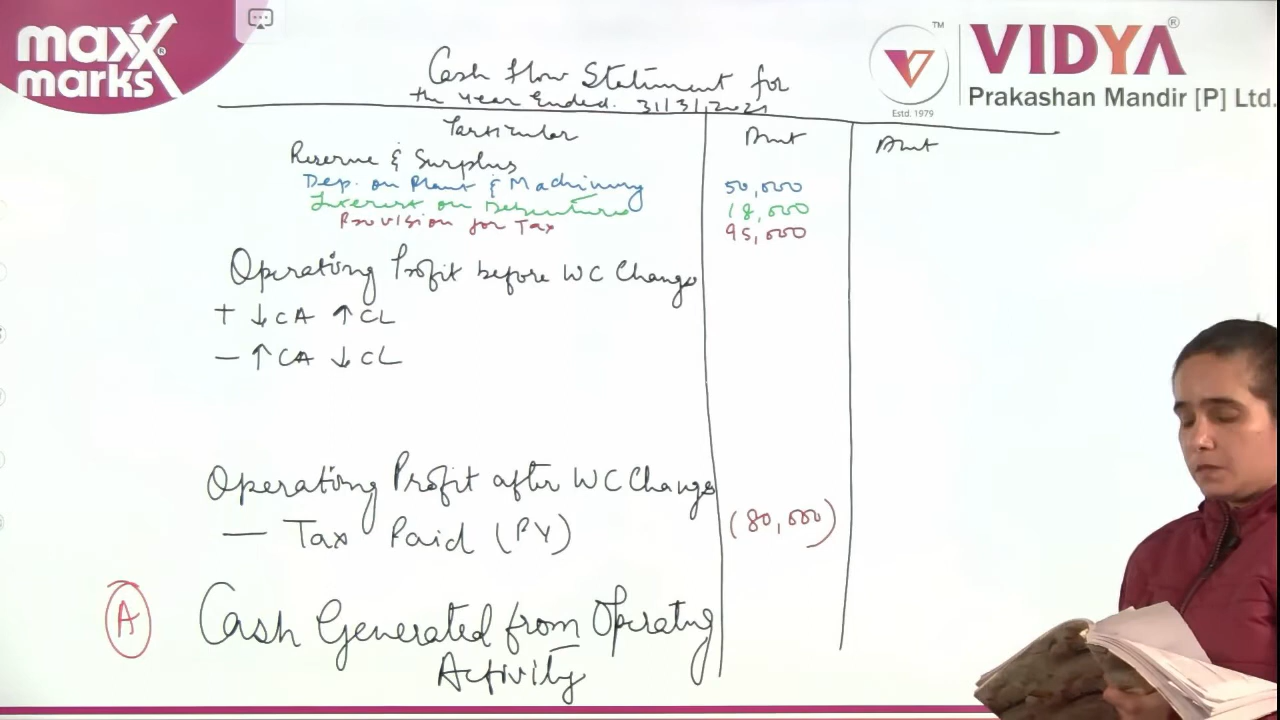 maxx
marks
VIDYA
Prakashan Mandir [P] Ltd.
Estd. 1979
TM
®
Cash Flow Statement for
the Year Ended. 31/3/2021
Particular Amt Amt
Reserve & Surplus
Dep. on Plant & Machinery 50,000
Interest on Debentures 18,000
Provision for Tax 95,000
Operating Profit before WC Change
+ ↓CA ↑CL
- ↑CA ↓CL
Operating Profit after WC Change
- Tax Paid (PY) (80,000)
A Cash Generated from Operating
Activity